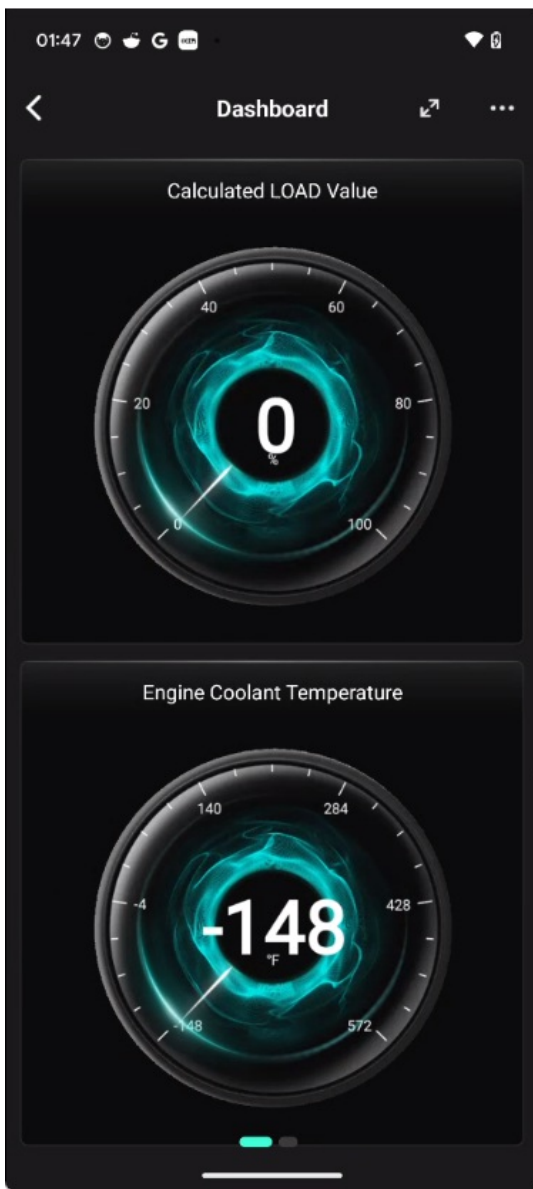 01:47 G
Dashboard
Calculated LOAD Value
40 60
20 80
0
%
0 100
Engine Coolant Temperature
140 284
-4 428
-148
°F
-148 572